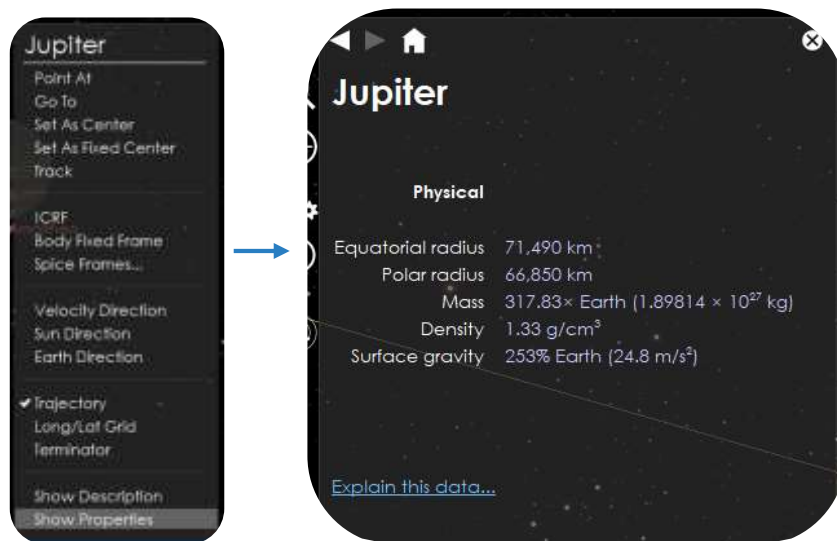 Jupiter
Point At
Go To
Set As Center
Set As Fixed Center
Track
ICRF
Body Fixed Frame
Spice Frames...
Velocity Direction
Sun Direction
Earth Direction
✔ Trajectory
Long/Lat Grid
Terminator
Show Description
Show Properties
Jupiter
Physical
Equatorial radius 71,490 km
Polar radius 66,850 km
Mass 317.83× Earth (1.89814 × 10²⁷ kg)
Density 1.33 g/cm³
Surface gravity 253% Earth (24.8 m/s²)
Explain this data...